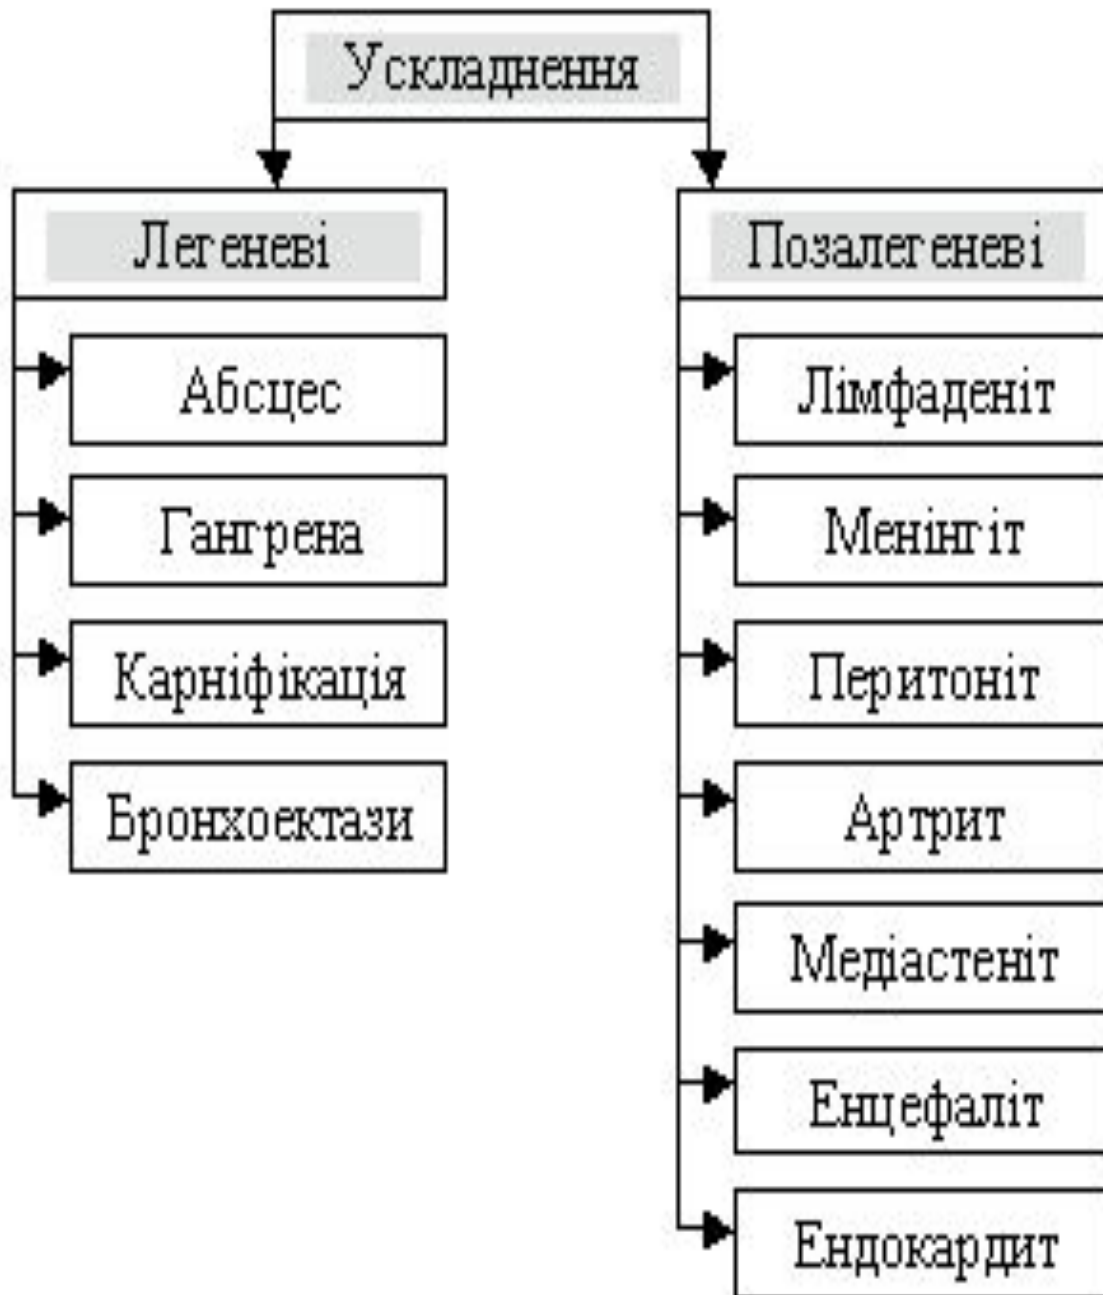 Ускладнення
Легеневі
Абсцес
Гангрена
Карніфікація
Бронхоектази
Позалегеневі
Лімфаденіт
Менінгіт
Перитоніт
Артрит
Медіастеніт
Енцефаліт
Ендокардит